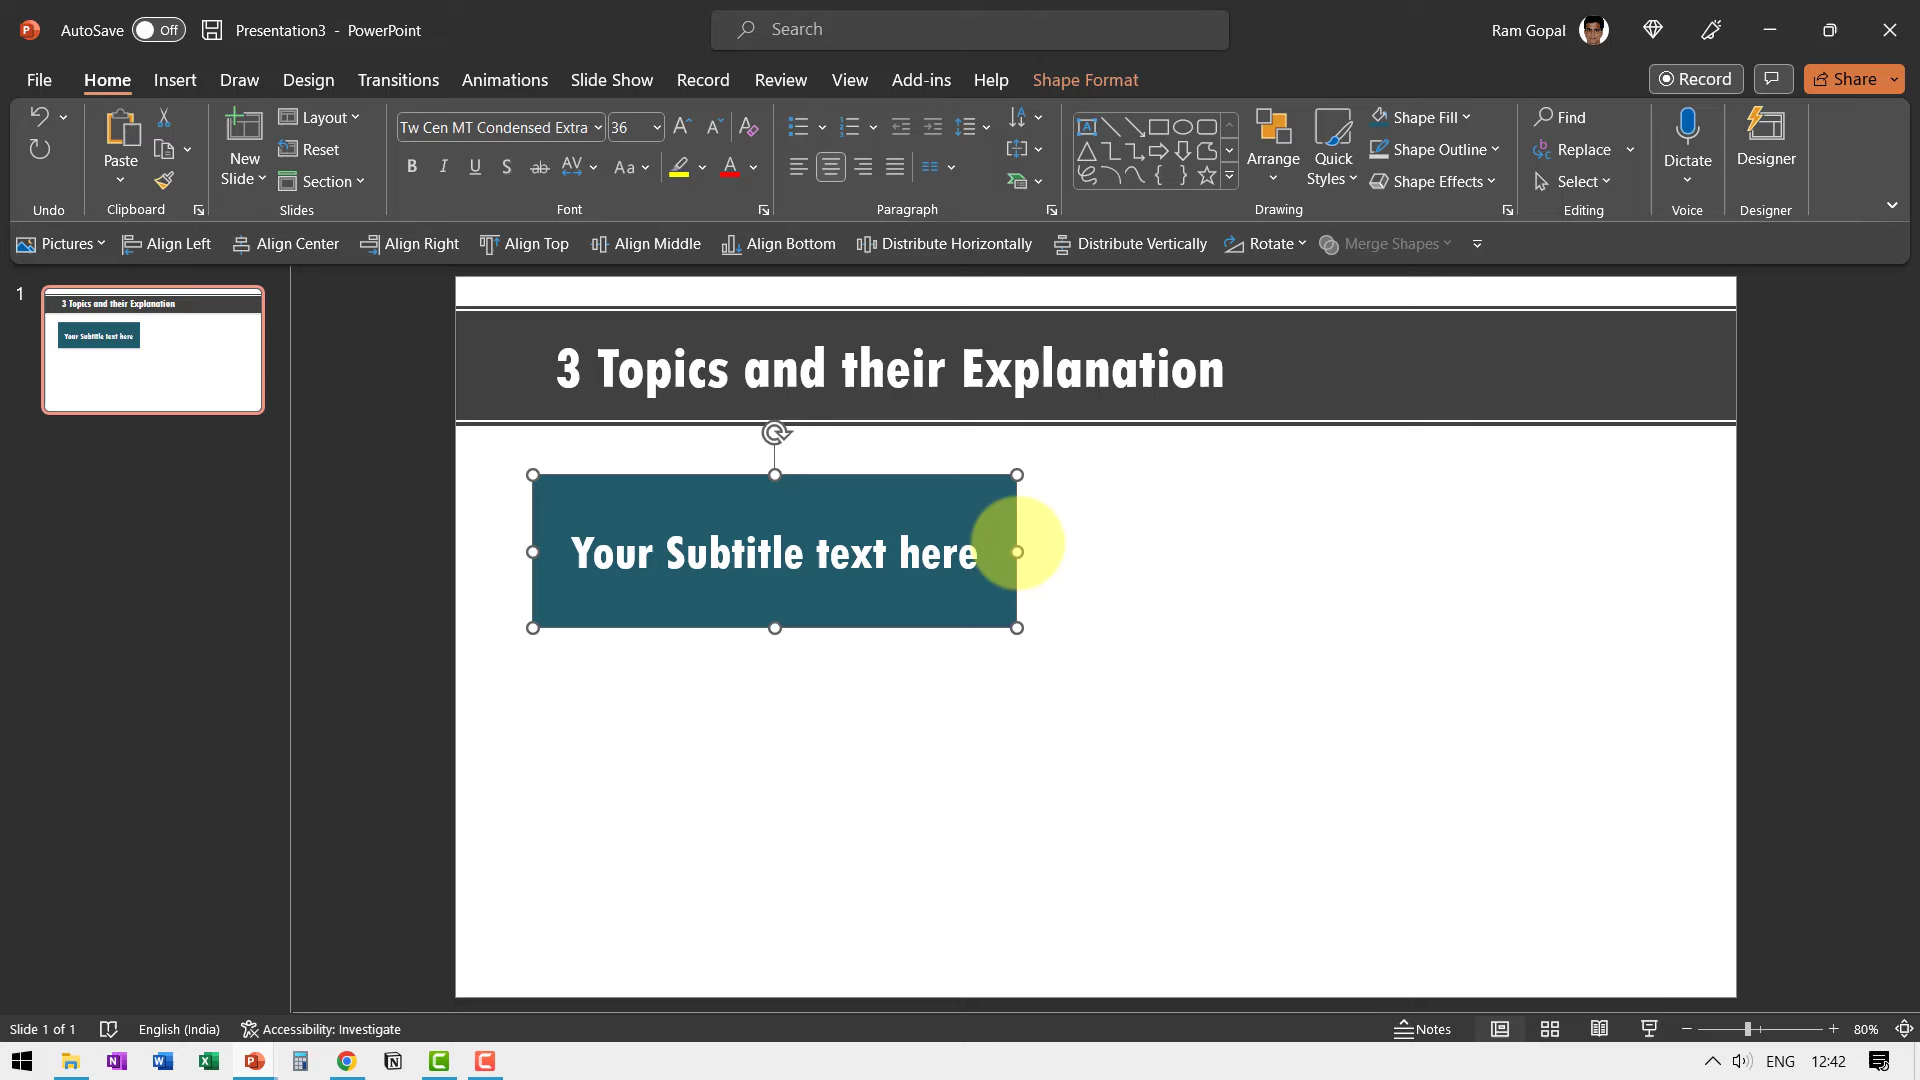 AutoSave Off Presentation3 - PowerPoint Search Ram Gopal
File Home Insert Draw Design Transitions Animations Slide Show Record Review View Add-ins Help Shape Format Record Share
Undo
Paste
Clipboard
New Slide
Layout
Reset
Section
Slides
Tw Cen MT Condensed Extra 36
B I U S ab AV Aa A
Font
Paragraph
Arrange
Quick Styles
Shape Fill
Shape Outline
Shape Effects
Drawing
Find
Replace
Select
Editing
Dictate
Voice
Designer
Designer
Pictures Align Left Align Center Align Right Align Top Align Middle Align Bottom Distribute Horizontally Distribute Vertically Rotate Merge Shapes
1
3 Topics and their Explanation
Your Subtitle text here
3 Topics and their Explanation
Your Subtitle text here
Slide 1 of 1 English (India) Accessibility: Investigate Notes 80%
ENG 12:42